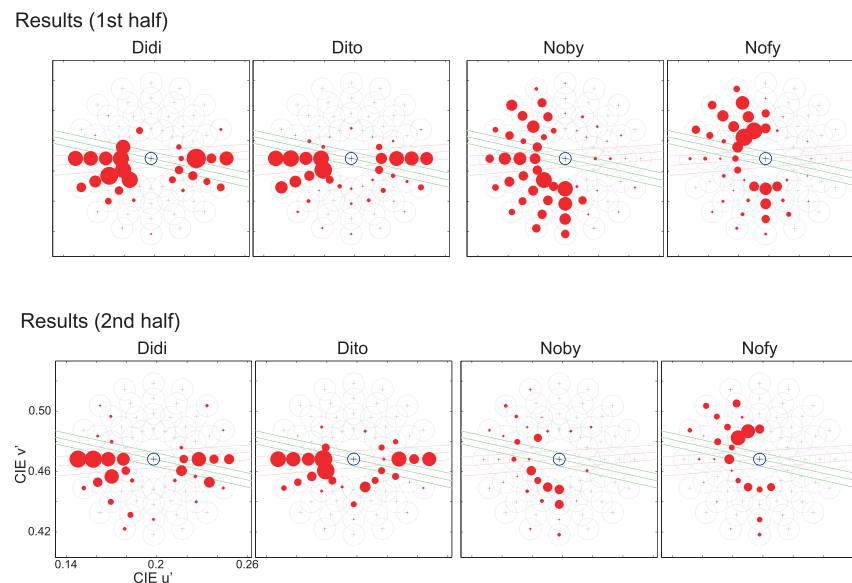 Results (1st half)
Didi
Dito
Noby
Nofy
Results (2nd half)
Didi
Dito
Noby
Nofy
0.50
0.46
0.42
CIE v'
0.14
0.2
0.26
CIE u'